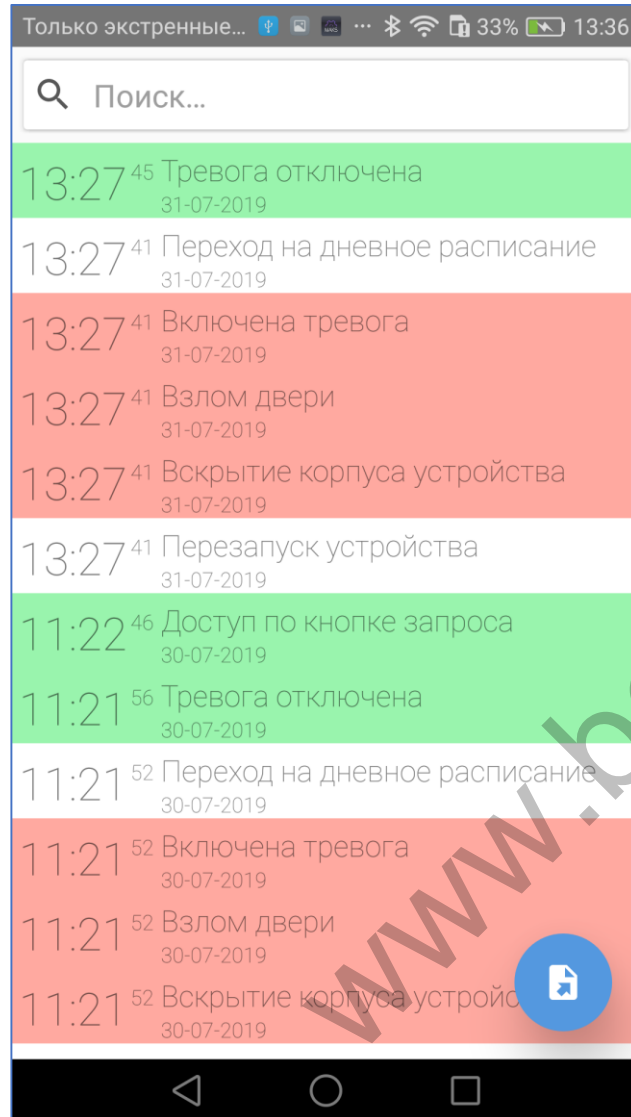 Только экстренные... ... 33% 13:36
Поиск...
13:27 45 Тревога отключена
31-07-2019
13:27 41 Переход на дневное расписание
31-07-2019
13:27 41 Включена тревога
31-07-2019
13:27 41 Взлом двери
31-07-2019
13:27 41 Вскрытие корпуса устройства
31-07-2019
13:27 41 Перезапуск устройства
31-07-2019
11:22 46 Доступ по кнопке запроса
30-07-2019
11:21 56 Тревога отключена
30-07-2019
11:21 52 Переход на дневное расписание
30-07-2019
11:21 52 Включена тревога
30-07-2019
11:21 52 Взлом двери
30-07-2019
11:21 52 Вскрытие корпуса устройс
30-07-2019
www.b